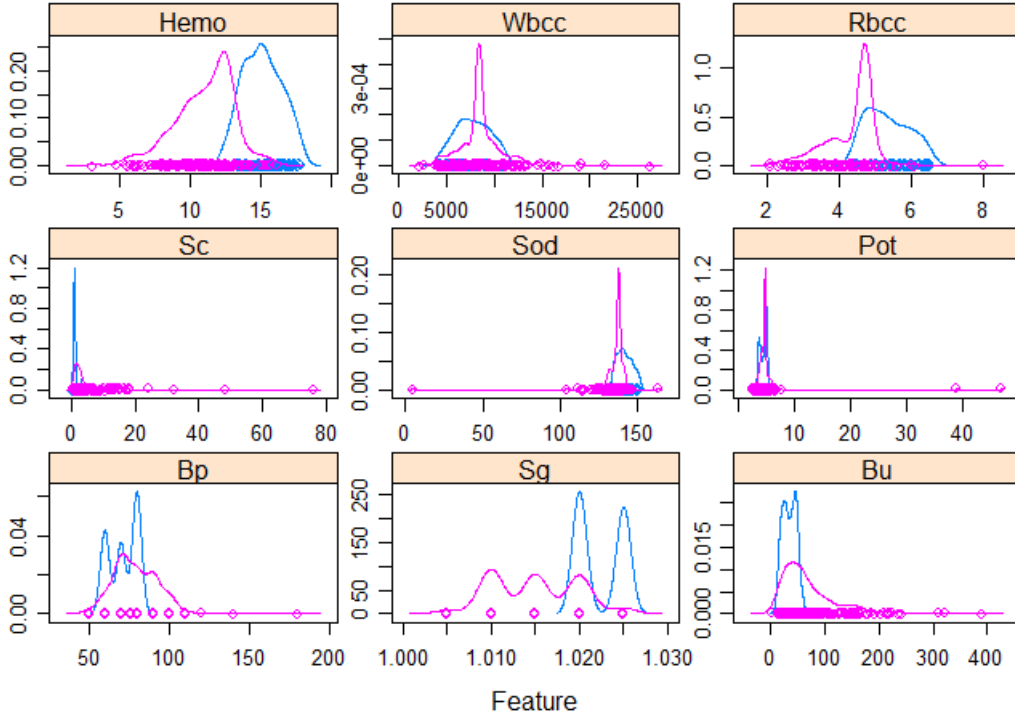 Hemo Wbcc Rbcc
0.00 0.10 0.20
0e+00 3e-04
0.0 0.5 1.0
5 10 15
0 5000 15000 25000
2 4 6 8
Sc Sod Pot
0.0 0.4 0.8 1.2
0.00 0.10 0.20
0.0 0.4 0.8 1.2
0 20 40 60 80
0 50 100 150
10 20 30 40
Bp Sg Bu
0.00 0.04
0 50 150 250
0.000 0.015
50 100 150 200
1.000 1.010 1.020 1.030
0 100 200 300 400
Feature